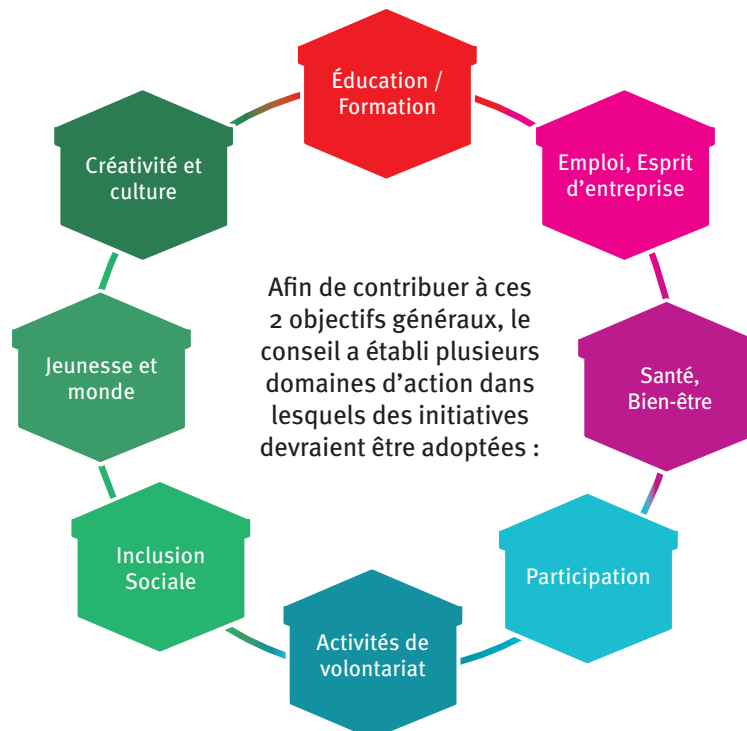 Éducation /
Formation
Emploi, Esprit
d'entreprise
Santé,
Bien-être
Participation
Activités de
volontariat
Inclusion
Sociale
Jeunesse et
monde
Créativité et
culture
Afin de contribuer à ces
2 objectifs généraux, le
conseil a établi plusieurs
domaines d'action dans
lesquels des initiatives
devraient être adoptées :